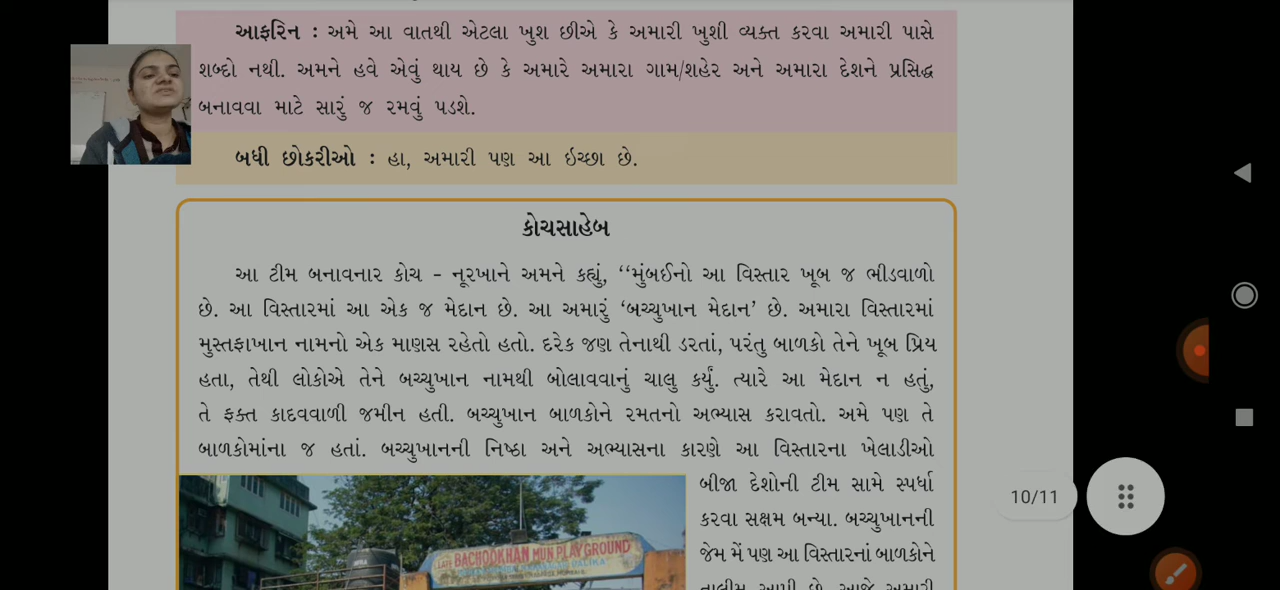 આફરિન : અમે આ વાતથી એટલા ખુશ છીએ કે અમારી ખુશી વ્યક્ત કરવા અમારી પાસે
શબ્દો નથી. અમને હવે એવું થાય છે કે અમારે અમારા ગામ/શહેર અને અમારા દેશને પ્રસિદ્ધ
બનાવવા માટે સારું જ રમવું પડશે.
બધી છોકરીઓ : હા, અમારી પણ આ ઇચ્છા છે.
કોચસાહેબ
આ ટીમ બનાવનાર કોચ - નૂરખાને અમને કહ્યું, ‘‘મુંબઈનો આ વિસ્તાર ખૂબ જ ભીડવાળો
છે. આ વિસ્તારમાં આ એક જ મેદાન છે. આ અમારું ‘બચ્ચુખાન મેદાન’ છે. અમારા વિસ્તારમાં
મુસ્તફાખાન નામનો એક માણસ રહેતો હતો. દરેક જણ તેનાથી ડરતાં, પરંતુ બાળકો તેને ખૂબ પ્રિય
હતા, તેથી લોકોએ તેને બચ્ચુખાન નામથી બોલાવવાનું ચાલુ કર્યું. ત્યારે આ મેદાન ન હતું,
તે ફક્ત કાદવવાળી જમીન હતી. બચ્ચુખાન બાળકોને રમતનો અભ્યાસ કરાવતો. અમે પણ તે
બાળકોમાંના જ હતાં. બચ્ચુખાનની નિષ્ઠા અને અભ્યાસના કારણે આ વિસ્તારના ખેલાડીઓ
બીજા દેશોની ટીમ સામે સ્પર્ધા
કરવા સક્ષમ બન્યા. બચ્ચુખાનની
જેમ મેં પણ આ વિસ્તારનાં બાળકોને
તાલીમ આપી છે. આજે અમારી
LATE BACHOOKHAN MUN PLAYGROUND
10/11